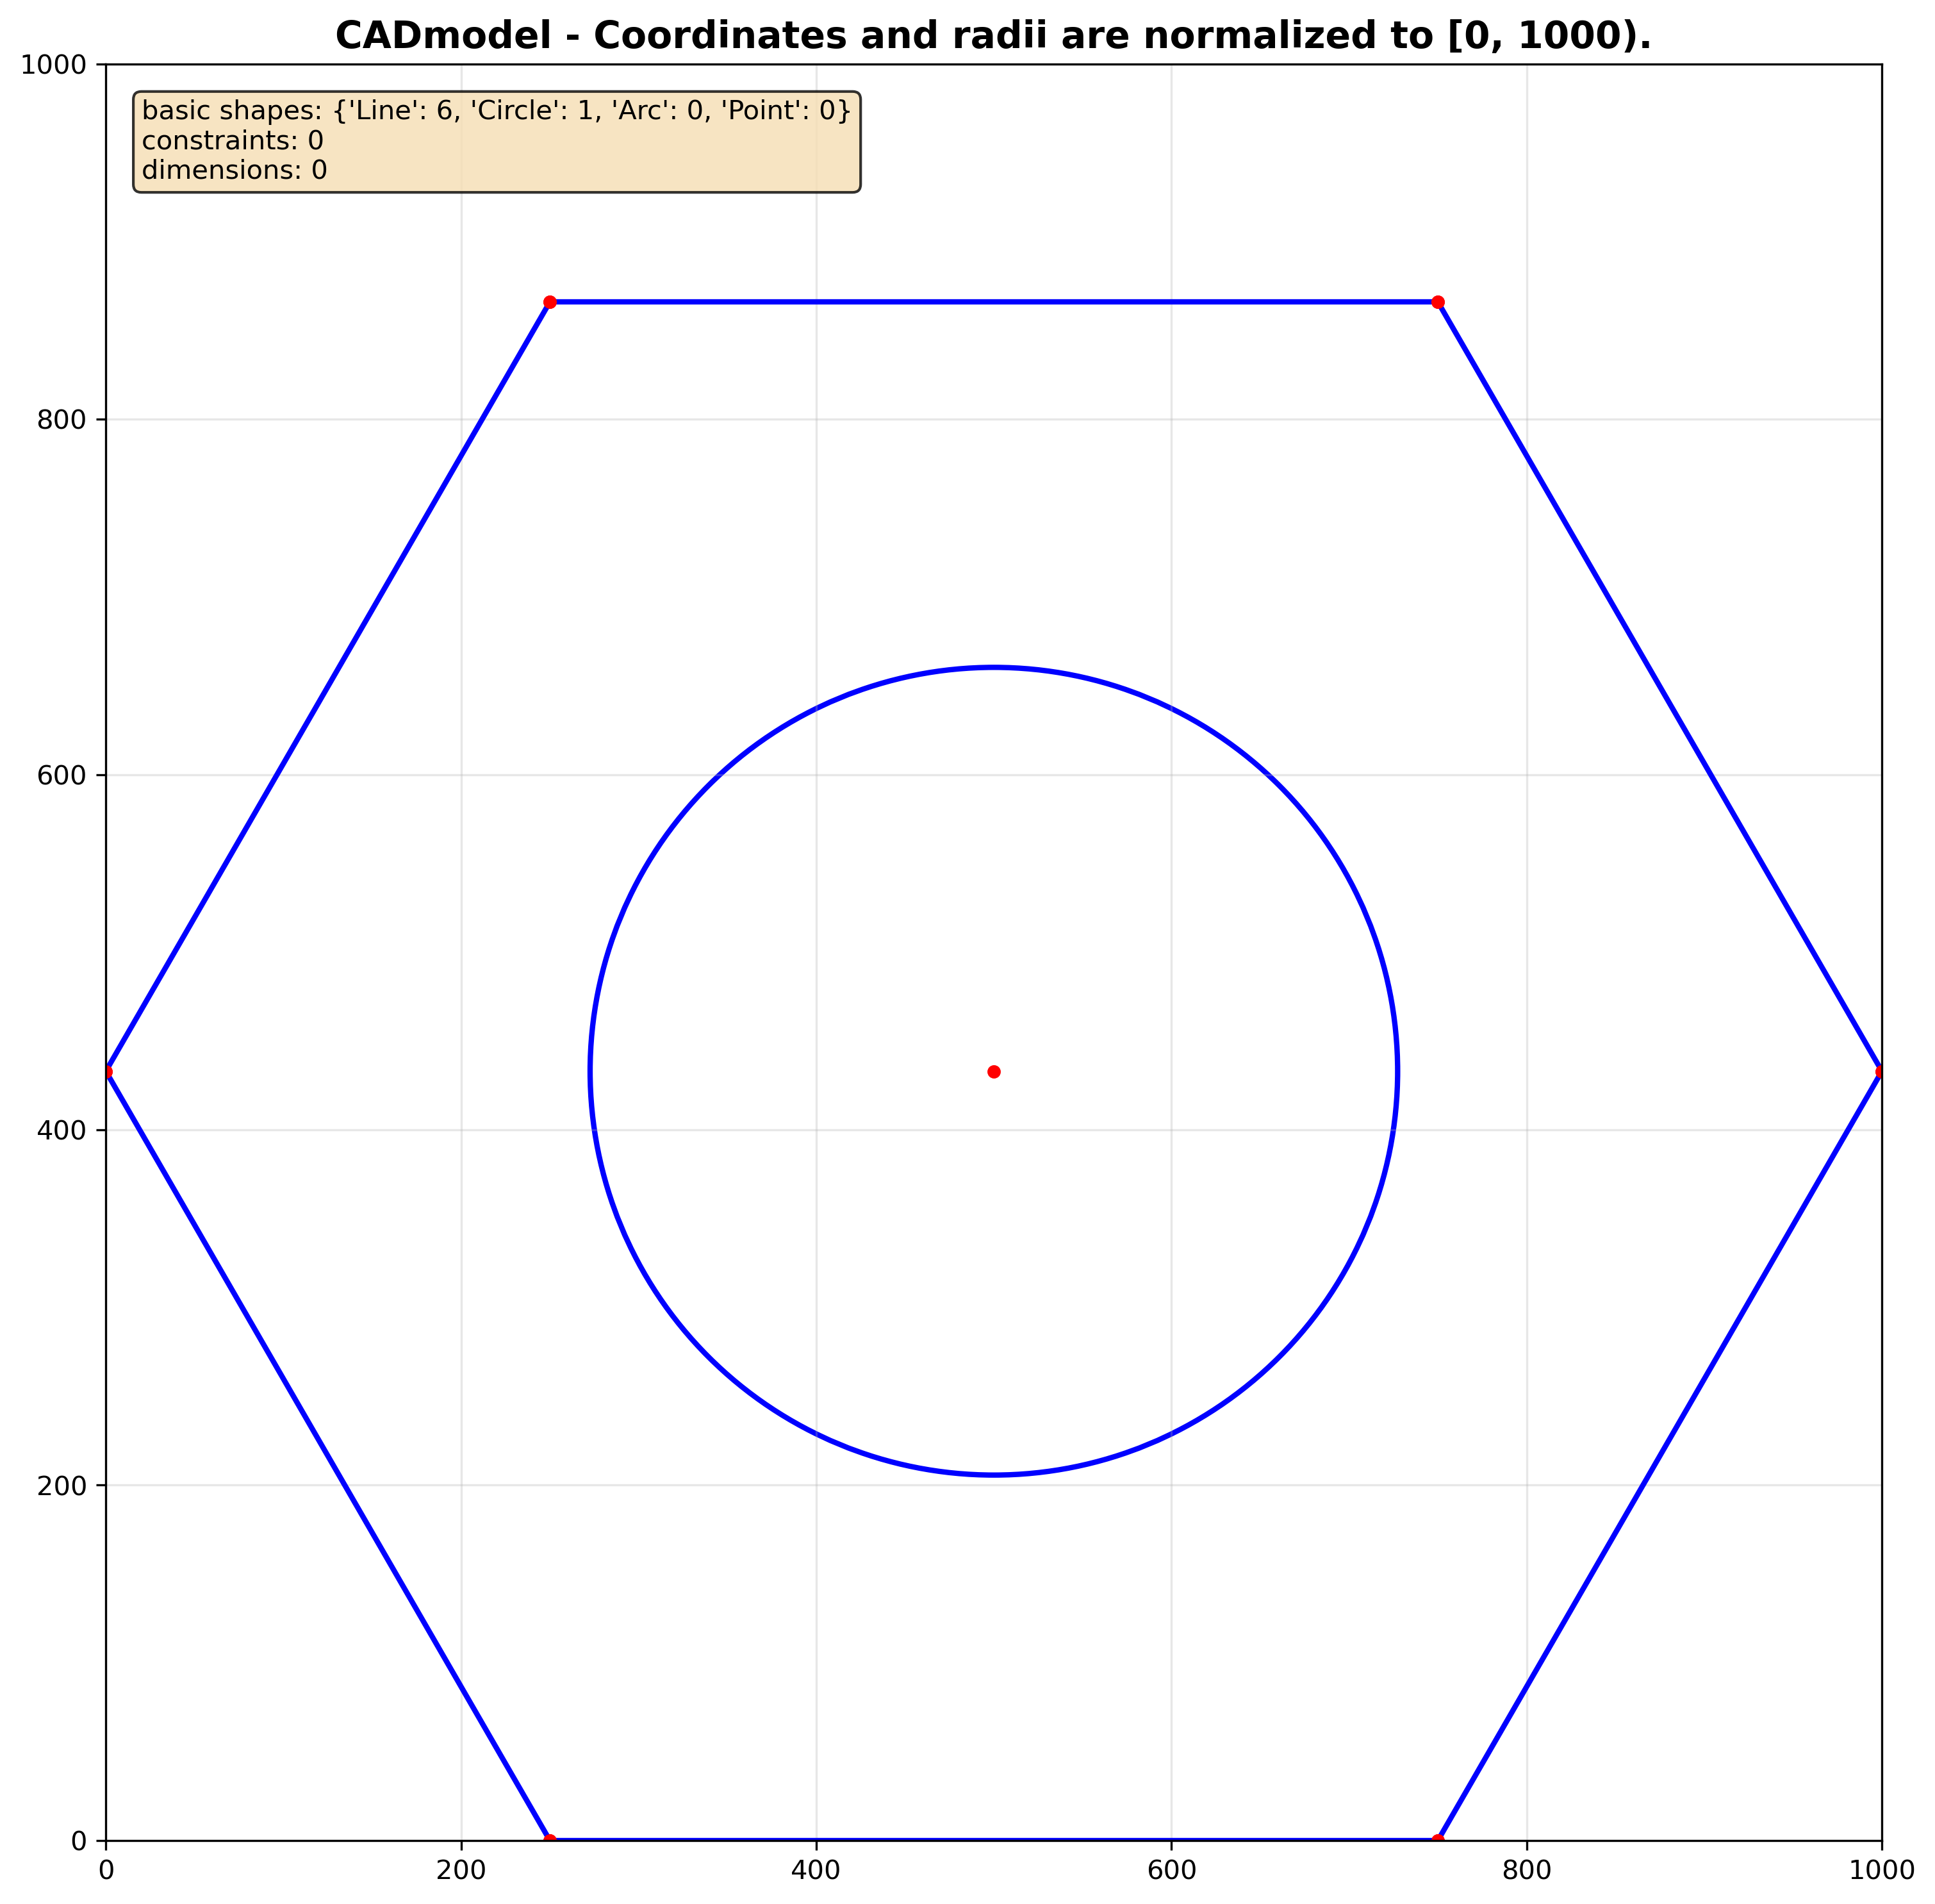 CADmodel - Coordinates and radii are normalized to [0, 1000).
basic shapes: {'Line': 6, 'Circle': 1, 'Arc': 0, 'Point': 0}
constraints: 0
dimensions: 0
1000
800
600
400
200
0
0 200 400 600 800 1000